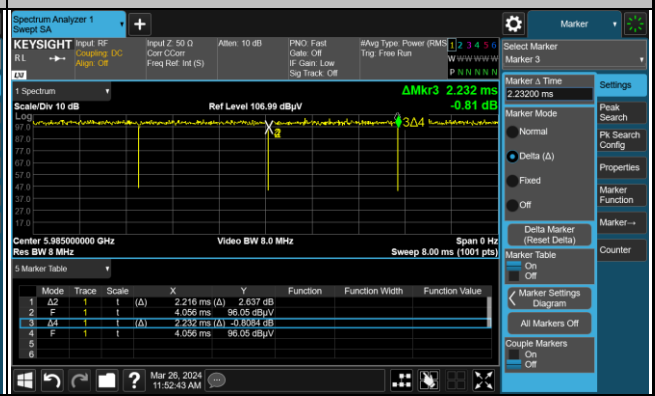 Spectrum Analyzer 1
Swept SA
Marker
KEYSIGHT Input: RF Input Z: 50 Ω Atten: 10 dB PNO: Fast #Avg Type: Power (RMS 1 2 3 4 5 6
RL Coupling: DC Corr CCorr Gate: Off Trig: Free Run W W W W W W
Align: Off Freq Ref: Int (S) IF Gain: Low
Sig Track: Off P N N N N N
LXI
Select Marker
Marker 3
1 Spectrum ΔMkr3 2.232 ms
Scale/Div 10 dB Ref Level 106.99 dBµV -0.81 dB
Log
97.0
87.0
77.0
67.0
57.0
47.0
37.0
27.0
17.0
2
3Δ4
Center 5.985000000 GHz Video BW 8.0 MHz Span 0 Hz
Res BW 8 MHz Sweep 8.00 ms (1001 pts)
5 Marker Table
Mode Trace Scale X Y Function Function Width Function Value
1 Δ2 1 t (Δ) 2.216 ms (Δ) 2.637 dB
2 F 1 t 4.056 ms 96.05 dBµV
3 Δ4 1 t (Δ) 2.232 ms (Δ) -0.8084 dB
4 F 1 t 4.056 ms 96.05 dBµV
5
6
Mar 26, 2024
11:52:43 AM
Marker Δ Time
2.23200 ms
Marker Mode
Normal
Delta (Δ)
Fixed
Off
Delta Marker
(Reset Delta)
Marker Table
On
Off
Marker Settings
Diagram
All Markers Off
Couple Markers
On
Off
Settings
Peak
Search
Pk Search
Config
Properties
Marker
Function
Marker→
Counter